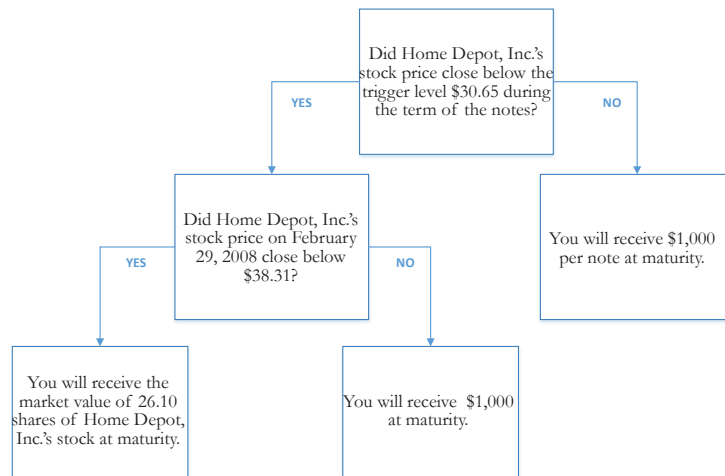 Did Home Depot, Inc.'s
stock price close below the
trigger level $30.65 during
the term of the notes?
YES
NO
Did Home Depot, Inc.'s
stock price on February
29, 2008 close below
$38.31?
You will receive $1,000
per note at maturity.
YES
NO
You will receive the
market value of 26.10
shares of Home Depot,
Inc.'s stock at maturity.
You will receive $1,000
at maturity.